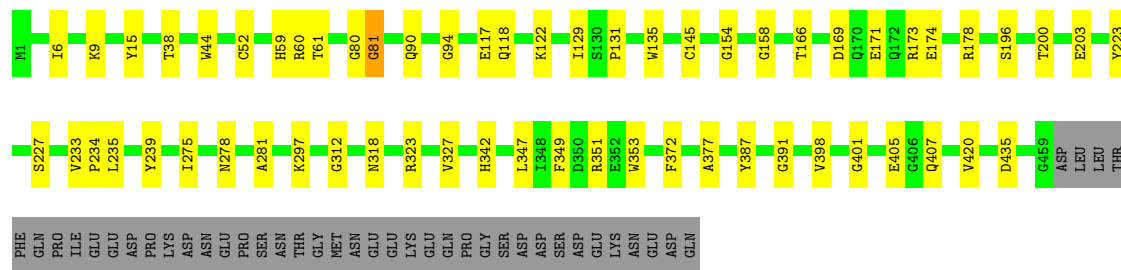 M1 I6 K9 Y15 T38 W44 C52 H59 R60 T61 G80 G81 Q90 G94 E117 Q118 K122 I129 S130 P131 W135 C145 G154 G158 T166 D169 Q170 E171 Q172 R173 E174 R178 S196 T200 E203 Y223
S227 V233 P234 L235 Y239 I275 N278 A281 K297 G312 N318 R323 V327 H342 L347 I348 F349 D350 R351 E352 W353 F372 A377 Y387 G391 V398 G401 E405 G406 Q407 V420 D435 G459 ASP LEU LEU THR
PHE GLN PRO ILE GLU GLU ASP PRO LYS ASP ASN GLU PRO SER ASN THR GLY MET ASN GLU GLU LYS GLU GLN PRO GLY SER ASP ASP SER ASP GLU LYS ASN GLU ASP GLN